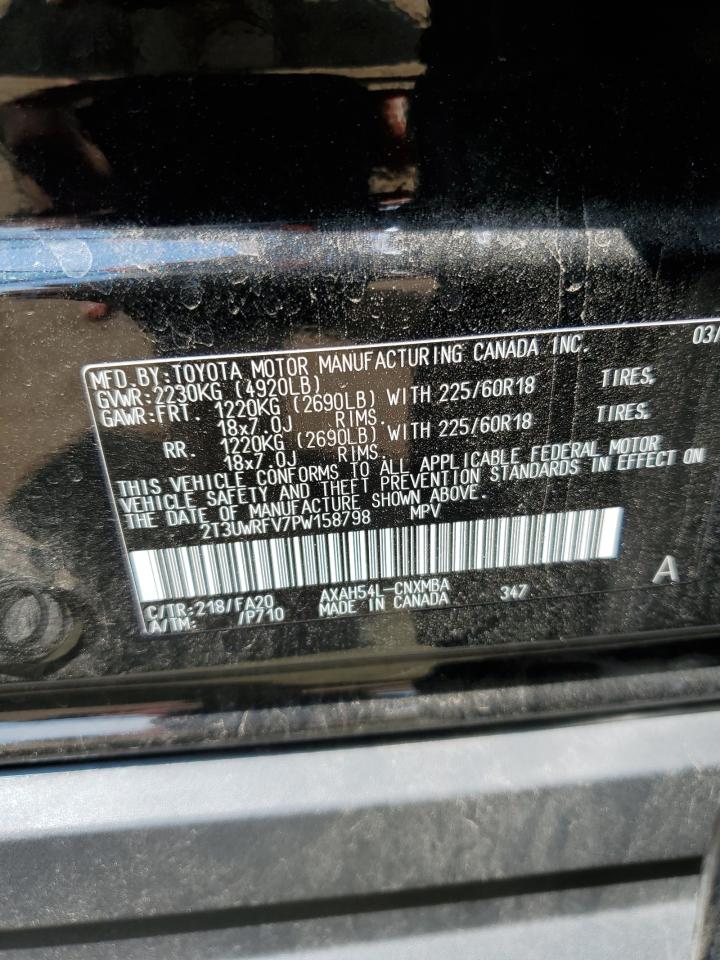 03/
MFD.BY:TOYOTA MOTOR MANUFACTURING CANADA INC.
GVWR:2230KG (4920LB)
GAWR:FRT. 1220KG (2690LB) WITH 225/60R18 TIRES,
18x7.0J RIMS.
RR. 1220KG (2690LB) WITH 225/60R18 TIRES,
18x7.0J RIMS.
THIS VEHICLE CONFORMS TO ALL APPLICABLE FEDERAL MOTOR
VEHICLE SAFETY AND THEFT PREVENTION STANDARDS IN EFFECT ON
THE DATE OF MANUFACTURE SHOWN ABOVE.
2T3UWRFV7PW158798 MPV
C/TR:218/FA20 AXAH54L-CNXMBA 347 A
A/TM: /P710 MADE IN CANADA